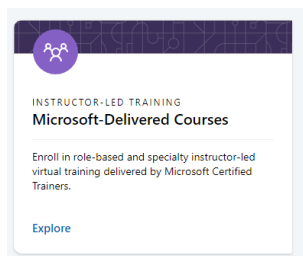 INSTRUCTOR-LED TRAINING
Microsoft-Delivered Courses
Enroll in role-based and specialty instructor-led
virtual training delivered by Microsoft Certified
Trainers.
Explore